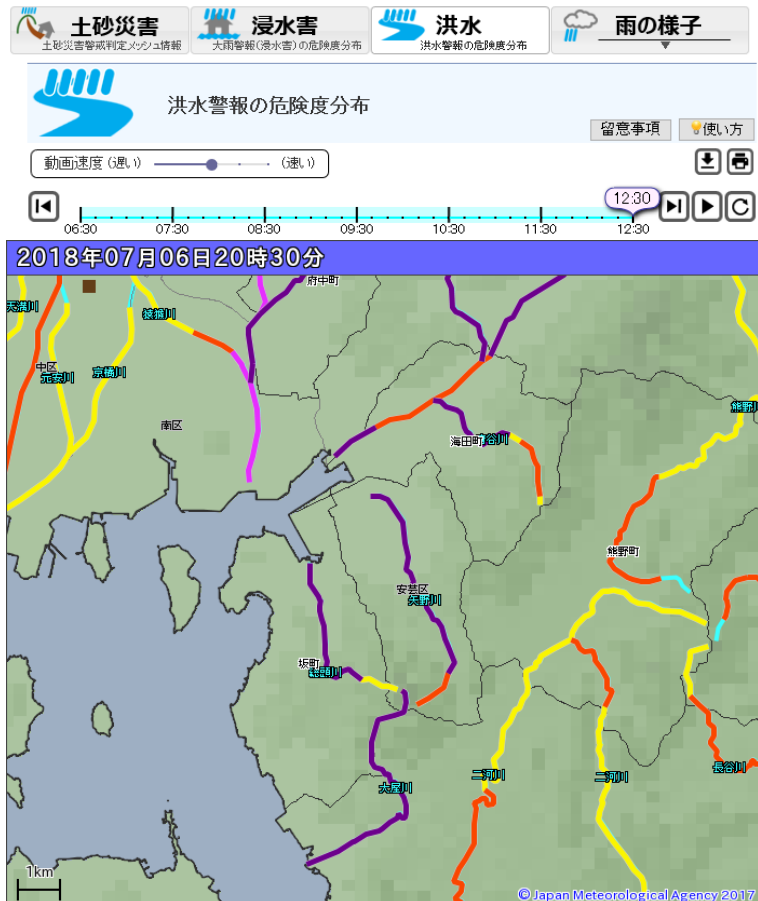 土砂災害
土砂災害警戒判定メッシュ情報
浸水害
大雨警報(浸水害)の危険度分布
洪水
洪水警報の危険度分布
雨の様子
▼
洪水警報の危険度分布
留意事項
使い方
動画速度 (遅い)
(速い)
12:30
06:30 07:30 08:30 09:30 10:30 11:30 12:30
2018年07月06日20時30分
府中町
天満川
猿猴川
中区
元安川
京橋川
熊野川
南区
海田町
熊野町
安芸区
矢野川
坂町
総頭川
二河川
二河川
長谷川
大屋川
1km
© Japan Meteorological Agency 2017